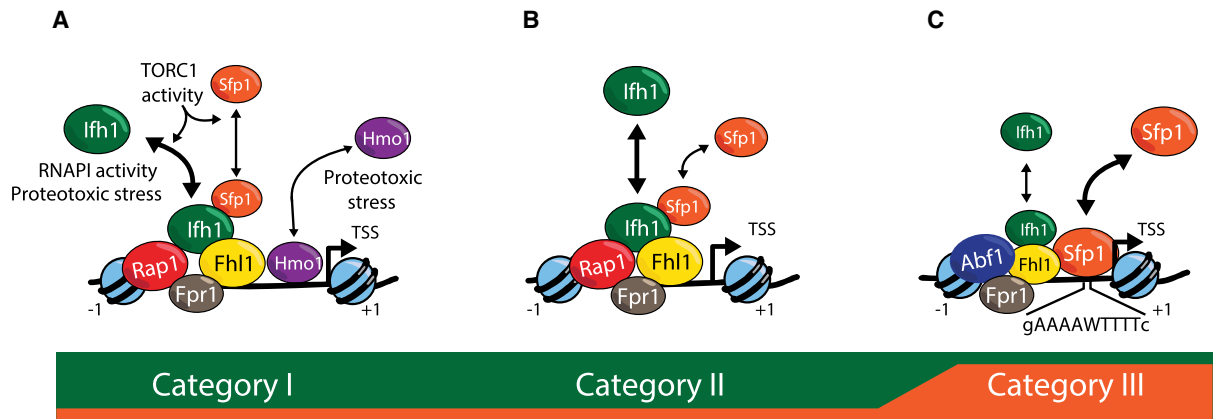 A
TORC1
activity
Sfp1
Ifh1
Hmo1
RNAPI activity
Proteotoxic stress
Proteotoxic
stress
Sfp1
Ifh1
TSS
Rap1
Fhl1
Hmo1
Fpr1
-1
+1
B
Ifh1
Sfp1
Sfp1
Ifh1
TSS
Rap1
Fhl1
Fpr1
-1
+1
C
Ifh1
Sfp1
Ifh1
TSS
Abf1
Fhl1
Sfp1
Fpr1
-1
+1
gAAAAWTTTTc
Category I
Category II
Category III